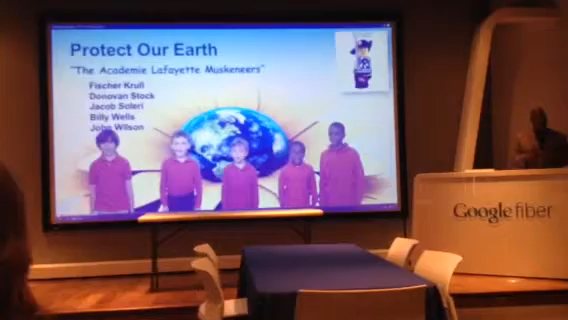 Protect Our Earth
"The Academie Lafayette Muskeneers"
Fischer Krull
Donovan Stock
Jacob Soleri
Billy Wells
John Wilson
Google fiber